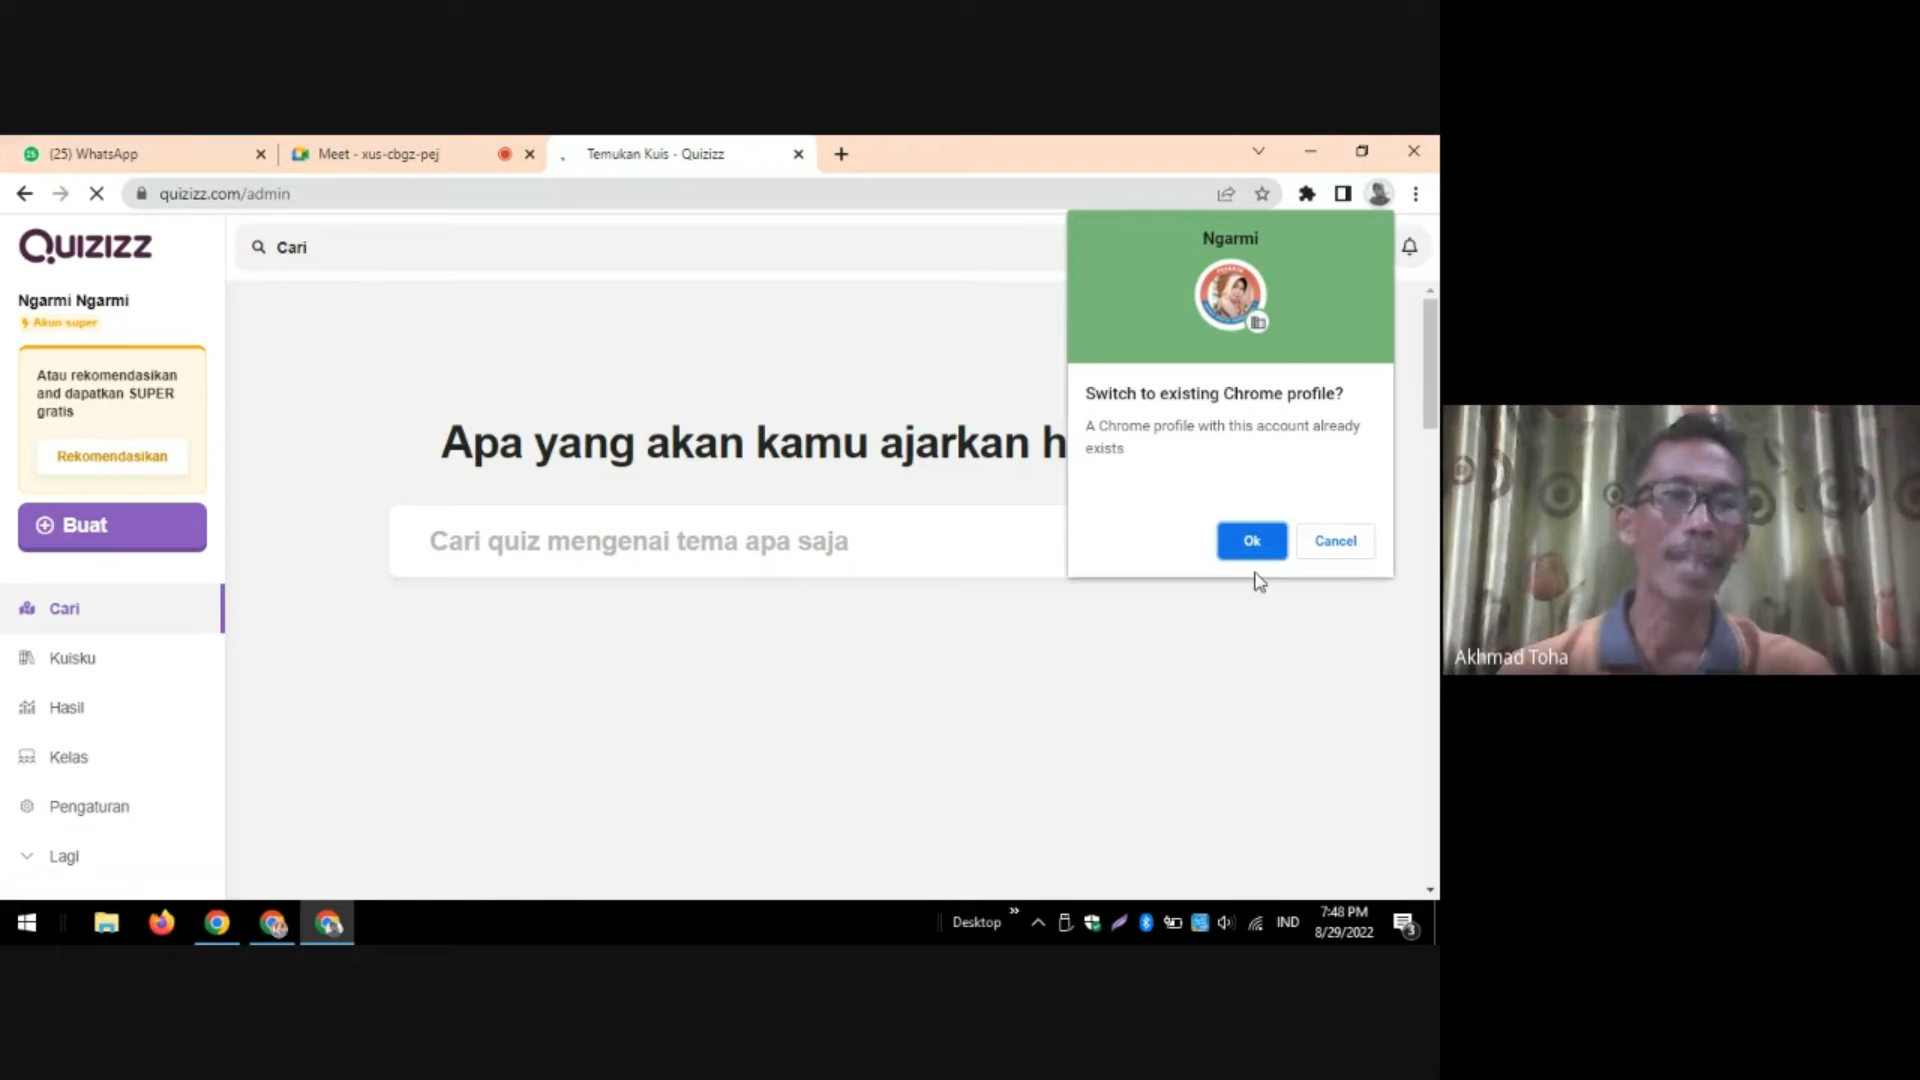 (25) WhatsApp
Meet - xus-cbgz-pej
Temukan Kuis - Quizizz
quizizz.com/admin
QUIZIZZ
Cari
Ngarmi Ngarmi
Akun super
Atau rekomendasikan
and dapatkan SUPER
gratis
Rekomendasikan
Buat
Cari
Kuisku
Hasil
Kelas
Pengaturan
Lagi
Apa yang akan kamu ajarkan h
Cari quiz mengenai tema apa saja
Ngarmi
Switch to existing Chrome profile?
A Chrome profile with this account already
exists
Ok
Cancel
Akhmad Toha
Desktop
IND
7:48 PM
8/29/2022
3